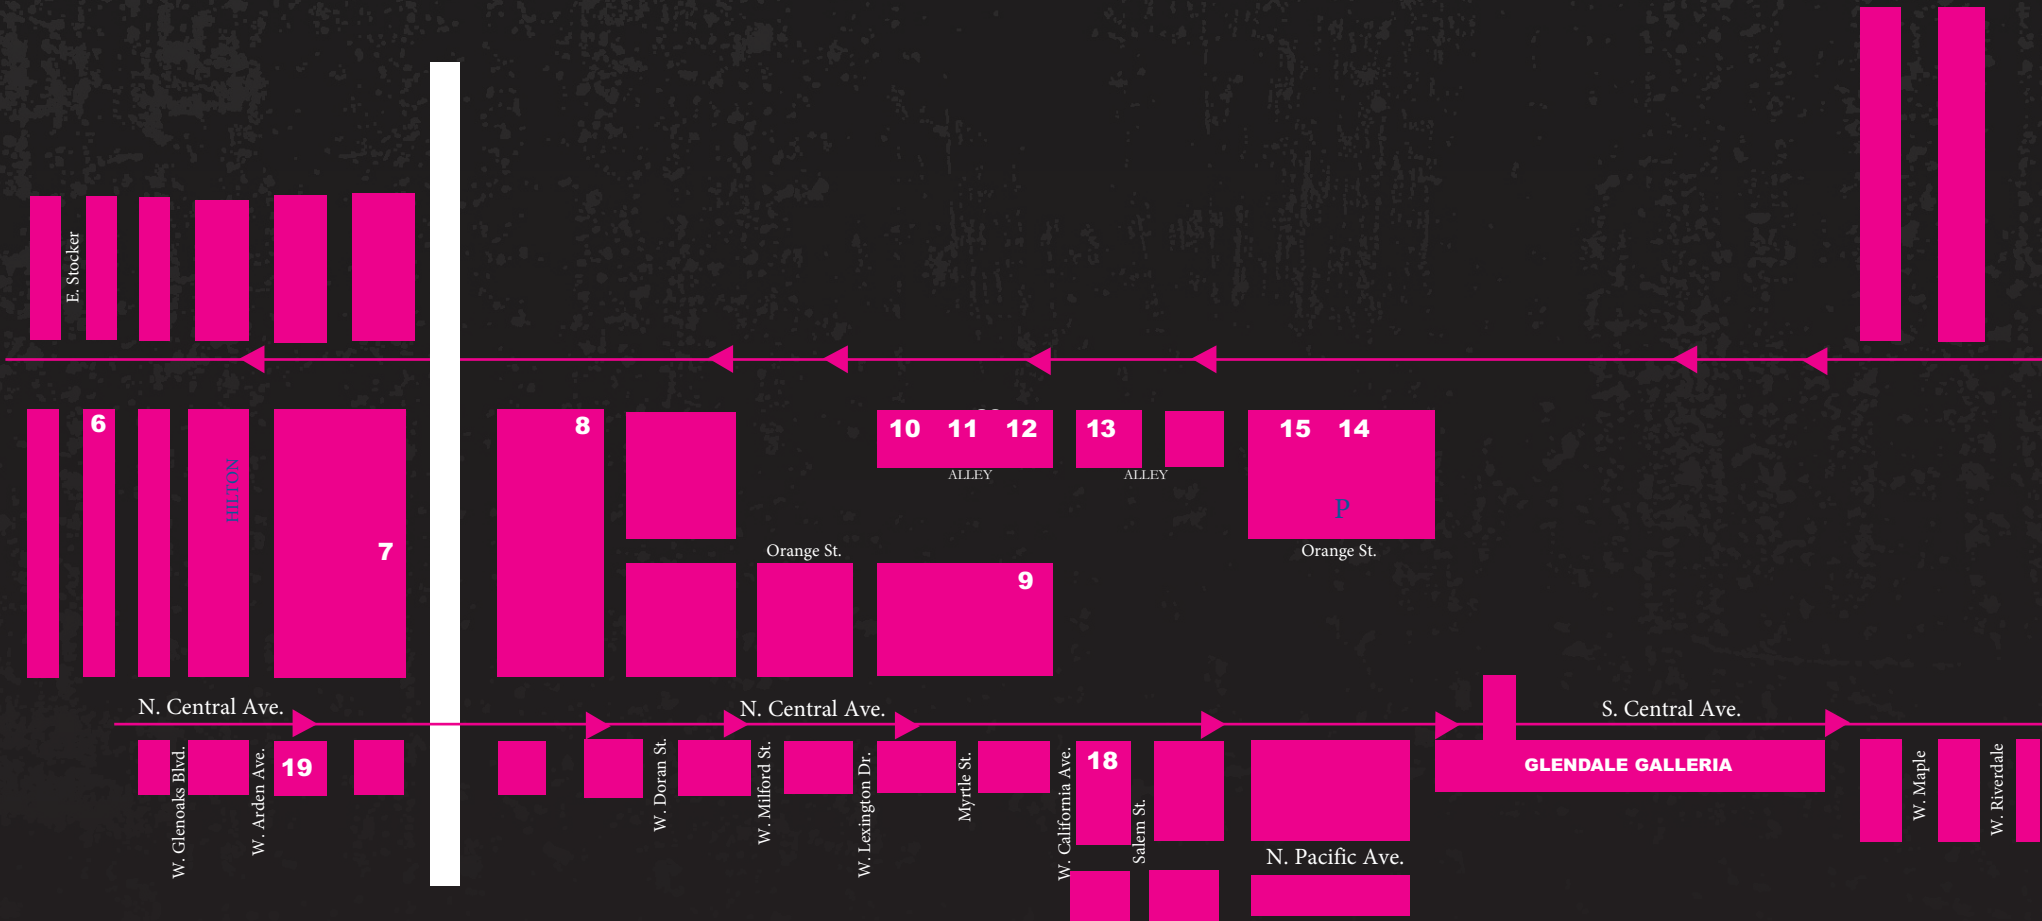 E. Stocker
6
8
10 11 12
13
15 14
HILTON
ALLEY
ALLEY
P
7
Orange St.
Orange St.
9
N. Central Ave.
N. Central Ave.
S. Central Ave.
W. Glenoaks Blvd.
W. Arden Ave.
19
W. Doran St.
W. Milford St.
W. Lexington Dr.
Myrtle St.
W. California Ave.
18
Salem St.
GLENDALE GALLERIA
W. Maple
W. Riverdale
N. Pacific Ave.